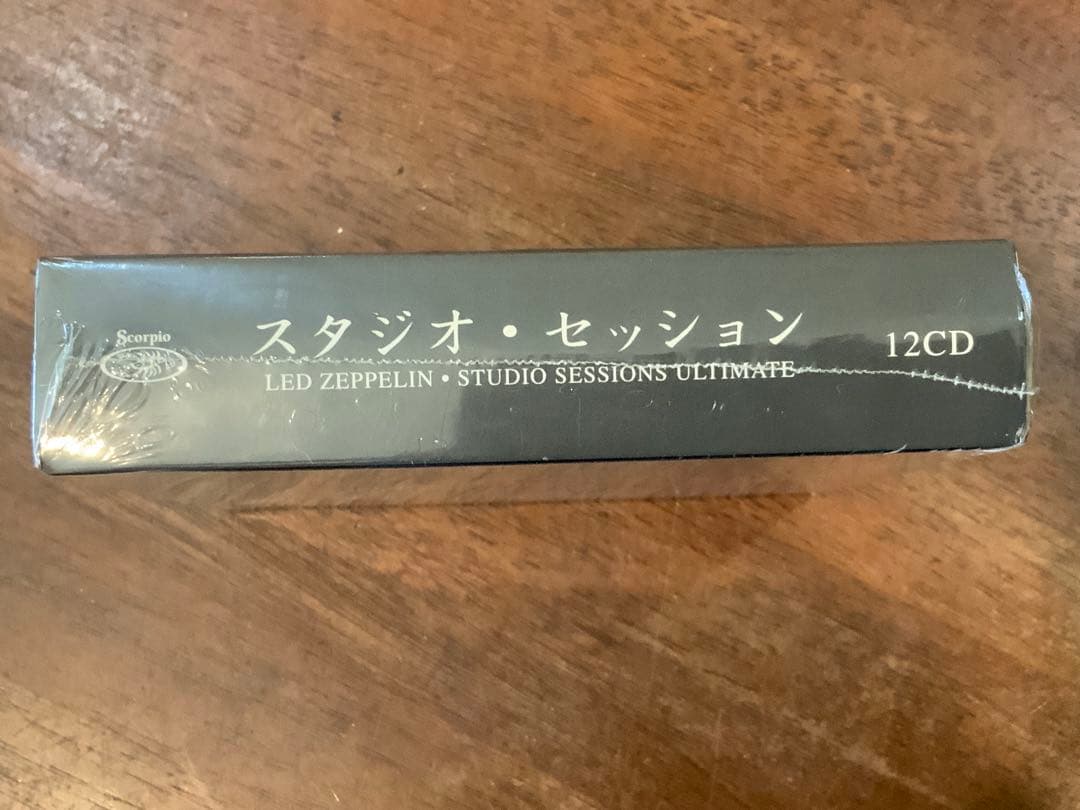 Scorpio
スタジオ・セッション
LED ZEPPELIN • STUDIO SESSIONS ULTIMATE
12CD